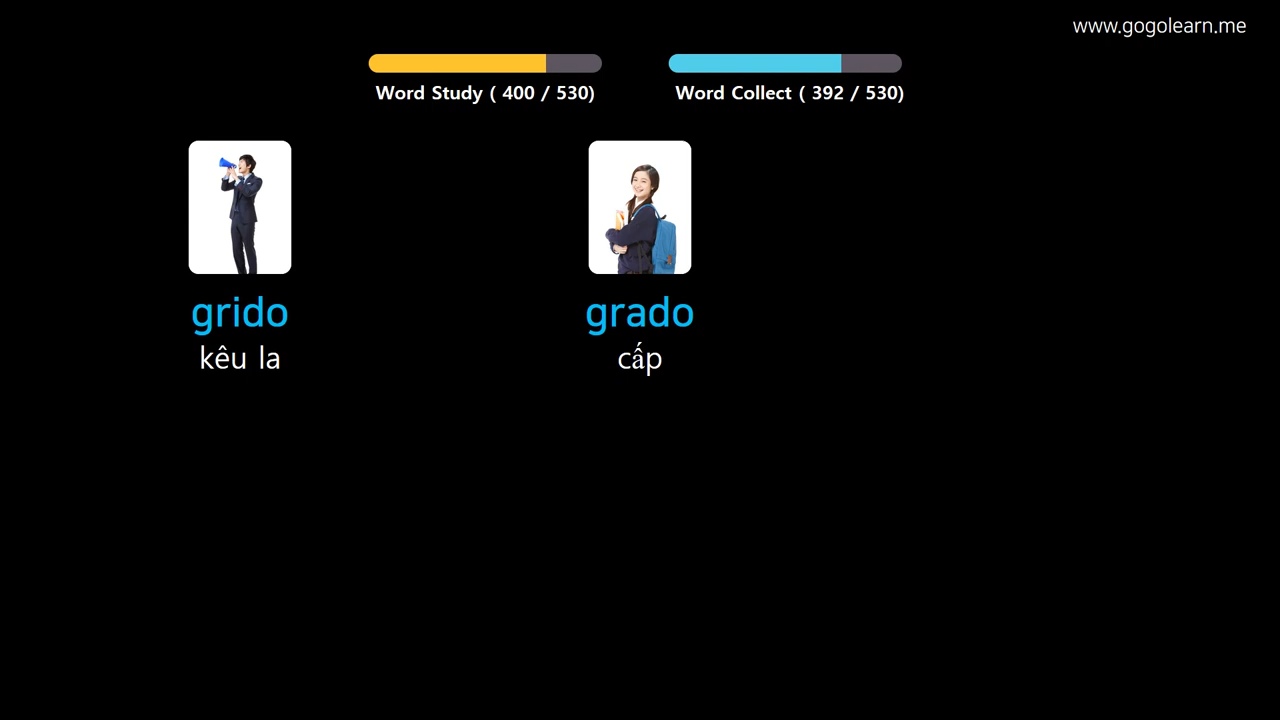 www.gogolearn.me
Word Study ( 400 / 530)
Word Collect ( 392 / 530)
grido
kêu la
grado
cấp